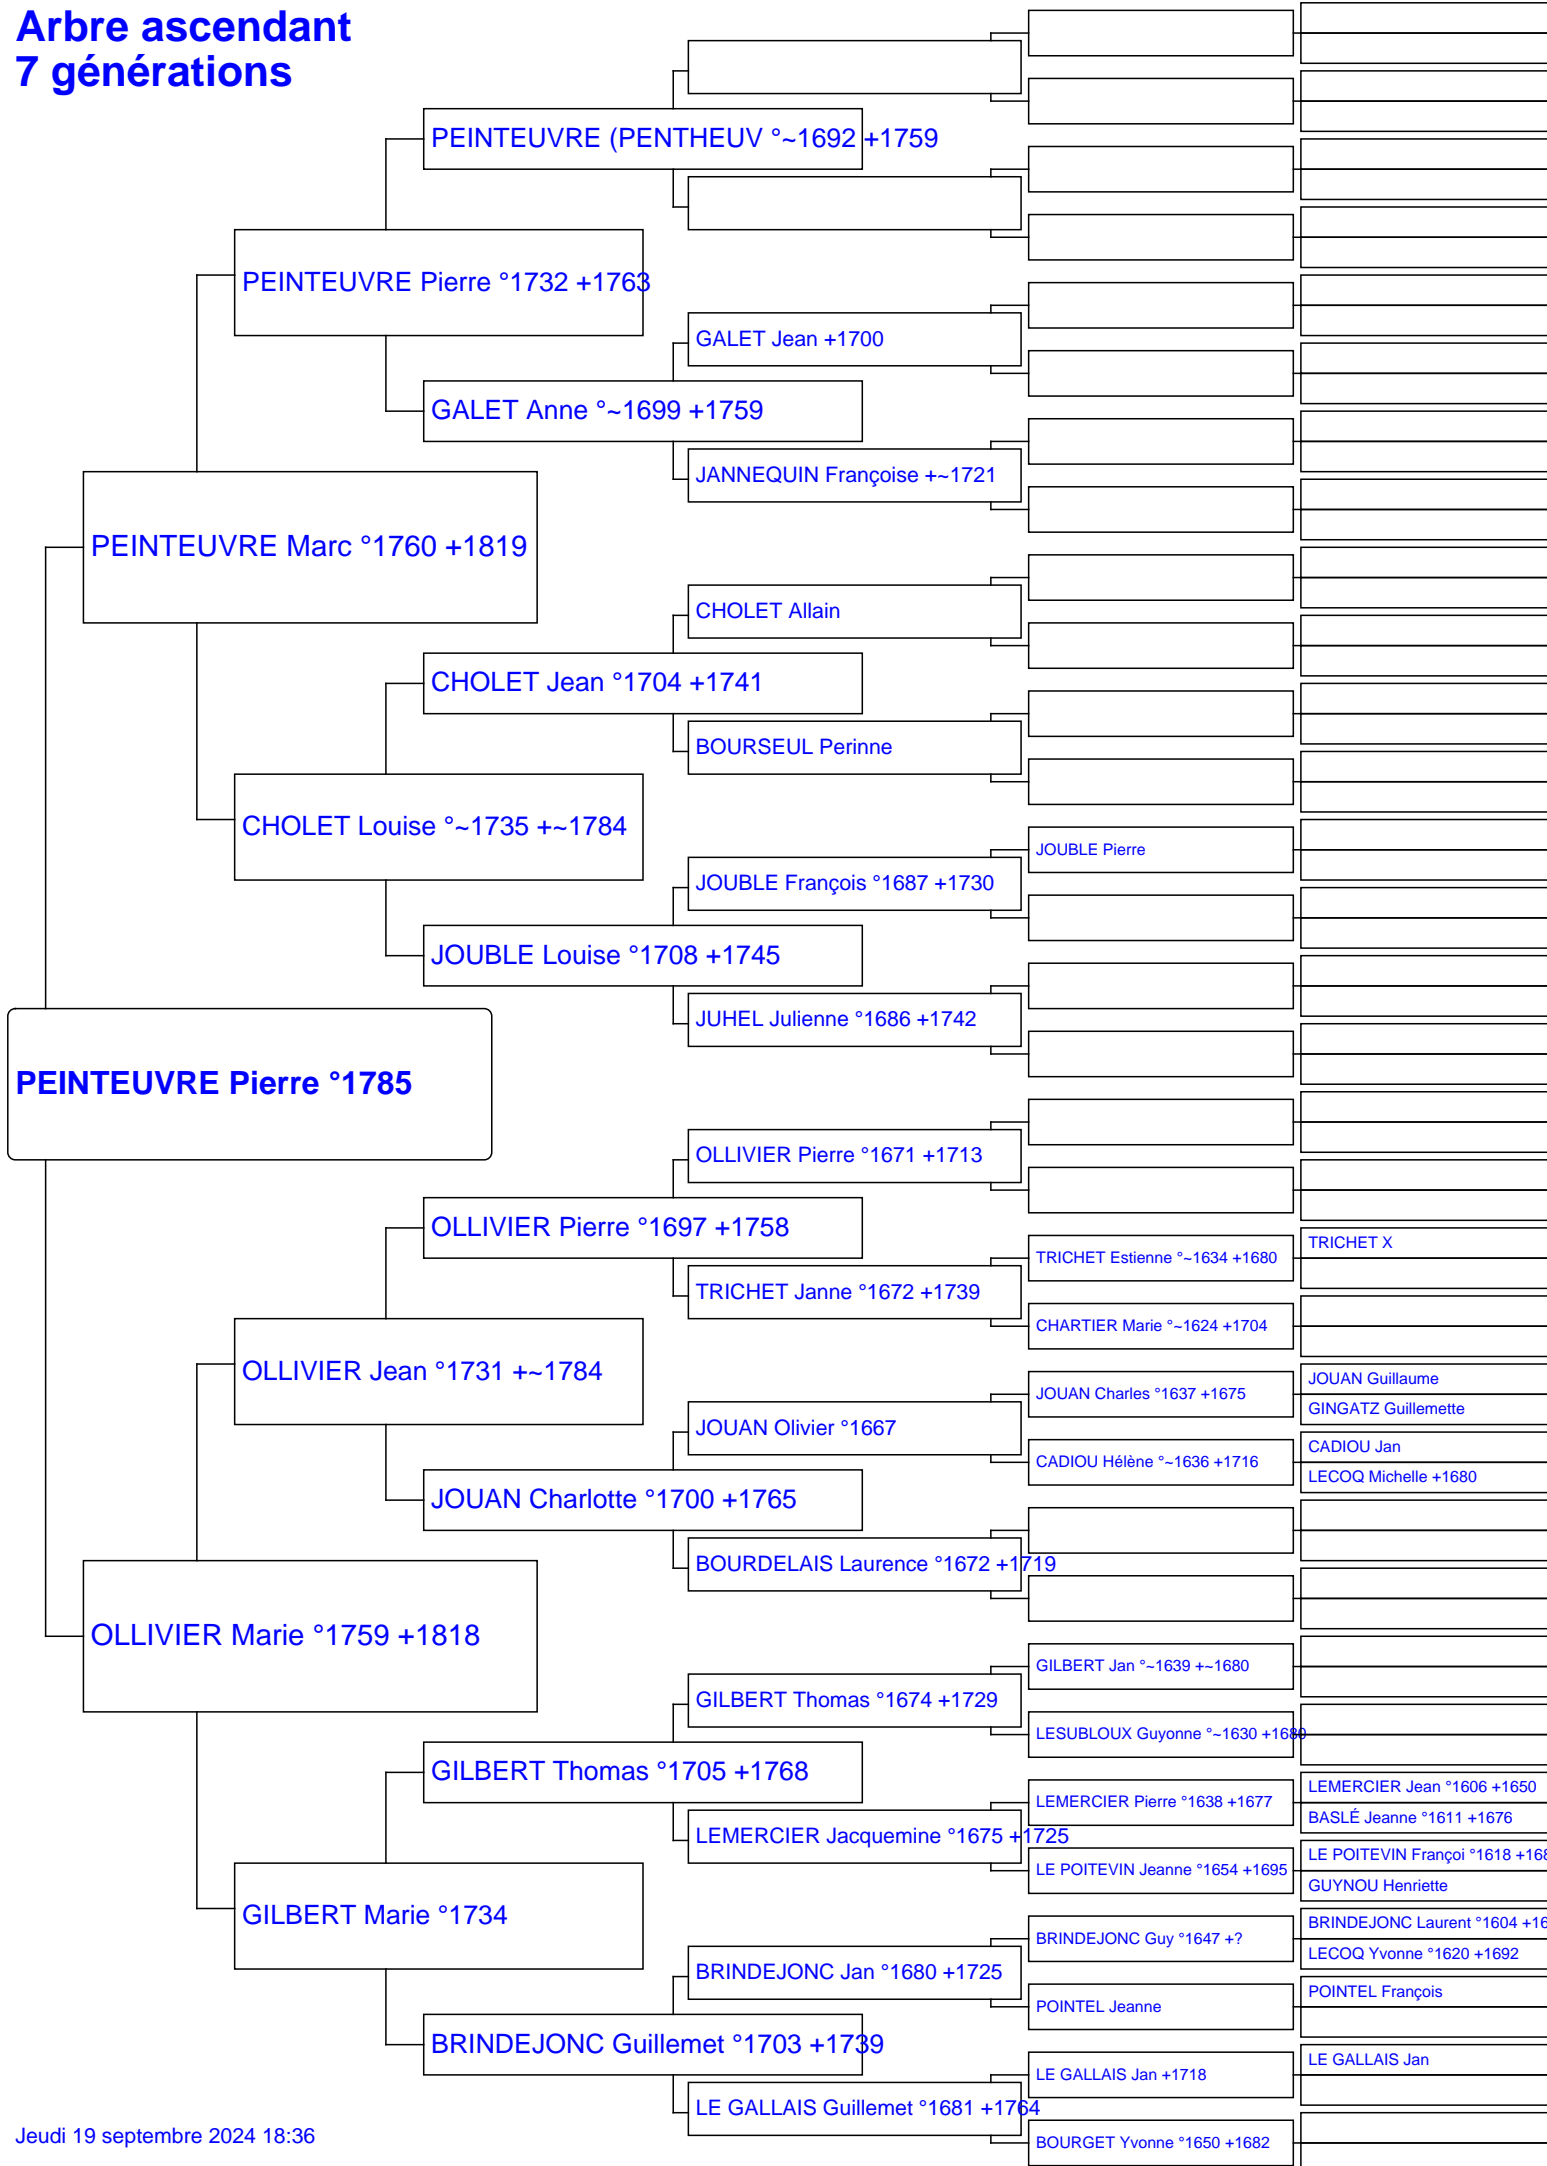 Arbre ascendant
7 générations
PEINTEUVRE (PENTHEUV °~1692 +1759
PEINTEUVRE Pierre °1732 +1763
GALET Jean +1700
GALET Anne °~1699 +1759
JANNEQUIN Françoise +~1721
PEINTEUVRE Marc °1760 +1819
CHOLET Allain
CHOLET Jean °1704 +1741
BOURSEUL Perinne
CHOLET Louise °~1735 +~1784
JOUBLE Pierre
JOUBLE François °1687 +1730
JOUBLE Louise °1708 +1745
JUHEL Julienne °1686 +1742
PEINTEUVRE Pierre °1785
OLLIVIER Pierre °1671 +1713
OLLIVIER Pierre °1697 +1758
TRICHET X
TRICHET Estienne °~1634 +1680
TRICHET Janne °1672 +1739
CHARTIER Marie °~1624 +1704
OLLIVIER Jean °1731 +~1784
JOUAN Guillaume
JOUAN Charles °1637 +1675
GINGATZ Guillemette
JOUAN Olivier °1667
CADIOU Jan
CADIOU Hélène °~1636 +1716
LECOQ Michelle +1680
JOUAN Charlotte °1700 +1765
BOURDELAIS Laurence °1672 +1719
OLLIVIER Marie °1759 +1818
GILBERT Jan °~1639 +~1680
GILBERT Thomas °1674 +1729
LESUBLOUX Guyonne °~1630 +1680
GILBERT Thomas °1705 +1768
LEMERCIER Jean °1606 +1650
LEMERCIER Pierre °1638 +1677
BASLÉ Jeanne °1611 +1676
LEMERCIER Jacquemine °1675 +1725
LE POITEVIN Françoi °1618 +168
LE POITEVIN Jeanne °1654 +1695
GUYNOU Henriette
GILBERT Marie °1734
BRINDEJONC Laurent °1604 +16
BRINDEJONC Guy °1647 +?
LECOQ Yvonne °1620 +1692
BRINDEJONC Jan °1680 +1725
POINTEL François
POINTEL Jeanne
BRINDEJONC Guillemet °1703 +1739
LE GALLAIS Jan
LE GALLAIS Jan +1718
LE GALLAIS Guillemet °1681 +1764
BOURGET Yvonne °1650 +1682
Jeudi 19 septembre 2024 18:36